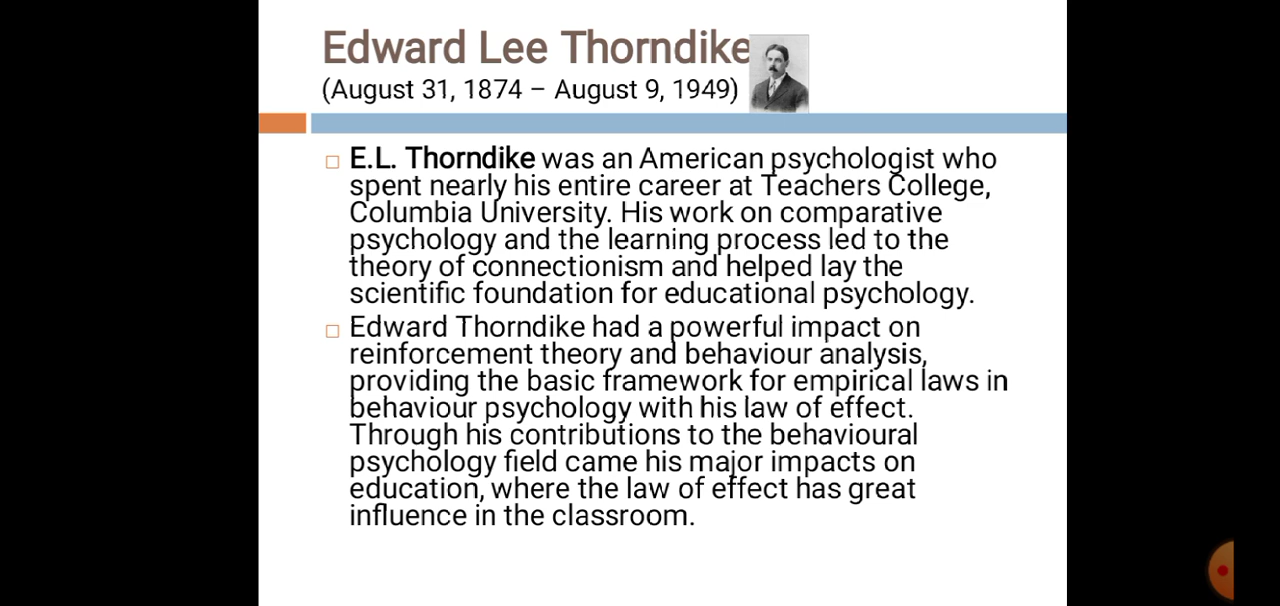 Edward Lee Thorndike
(August 31, 1874 – August 9, 1949)
E.L. Thorndike was an American psychologist who
spent nearly his entire career at Teachers College,
Columbia University. His work on comparative
psychology and the learning process led to the
theory of connectionism and helped lay the
scientific foundation for educational psychology.
Edward Thorndike had a powerful impact on
reinforcement theory and behaviour analysis,
providing the basic framework for empirical laws in
behaviour psychology with his law of effect.
Through his contributions to the behavioural
psychology field came his major impacts on
education, where the law of effect has great
influence in the classroom.